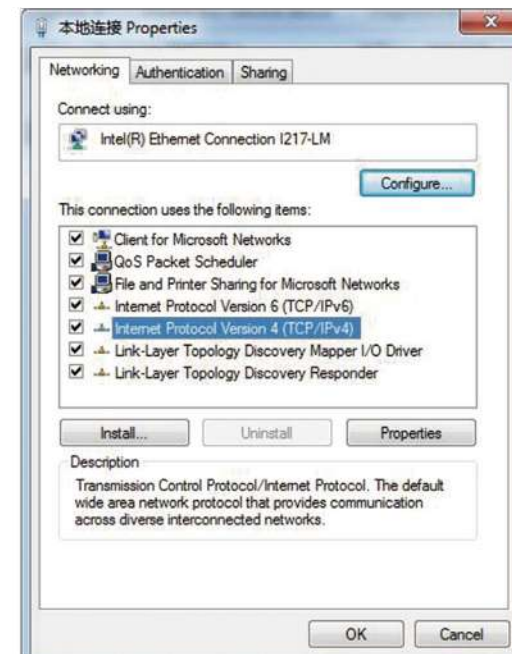 本地连接 Properties
Networking Authentication Sharing
Connect using:
Intel(R) Ethernet Connection I217-LM
Configure...
This connection uses the following items:
Client for Microsoft Networks
QoS Packet Scheduler
File and Printer Sharing for Microsoft Networks
Internet Protocol Version 6 (TCP/IPv6)
Internet Protocol Version 4 (TCP/IPv4)
Link-Layer Topology Discovery Mapper I/O Driver
Link-Layer Topology Discovery Responder
Install... Uninstall Properties
Description
Transmission Control Protocol/Internet Protocol. The default
wide area network protocol that provides communication
across diverse interconnected networks.
OK Cancel